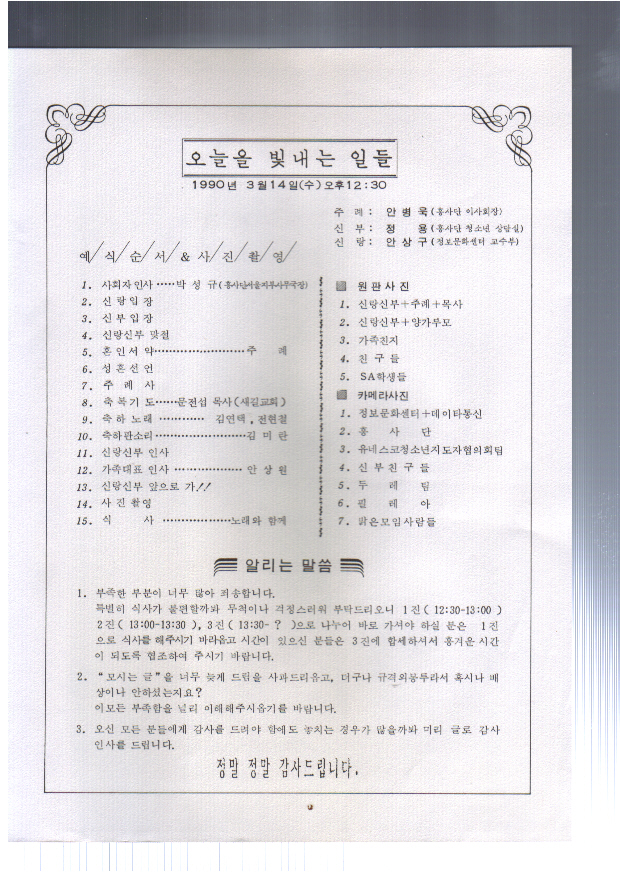 오늘을 빛내는 일들
1990년 3월14일(수)오후12:30
주 례: 안병욱(흥사단 이사회장)
신 부: 정 용(흥사단 청소년 상담실)
신 랑: 안상구(정보문화센터 교수부)
예/식/순/서/&사/진/촬/영/
1. 사회자인사·····박 성 규(흥사단서울지부사무국장)
2. 신랑입장
3. 신부입장
4. 신랑신부 맞절
5. 혼인서약······················주 례
6. 성혼선언
7. 주 례 사
8. 축복기도······문전섭 목사(새길교회)
9. 축하 노래 ··········· 김연택,전현철
10. 축하판소리······················김 미 란
11. 신랑신부 인사
12. 가족대표 인사 ················안 상 원
13. 신랑신부 앞으로 가!!
14. 사진촬영
15. 식 사 ·················노래와 함께
■ 원판사진
1. 신랑신부+주례+목사
2. 신랑신부+양가부모
3. 가족친지
4. 친구들
5. SA학생들
■ 카메라사진
1. 정보문화센터+데이타통신
2. 흥 사 단
3. 유네스코청소년지도자협의회팀
4. 신부친구들
5. 두 레 팀
6. 필 레 아
7. 맑은모임사람들
알리는 말씀
1. 부족한 부분이 너무 많아 죄송합니다.
특별히 식사가 불편할까봐 무척이나 걱정스러워 부탁드리오니 1진(12:30-13:00)
2진(13:00-13:30), 3진(13:30-?)으로 나누어 바로 가셔야 하실 분은 1진
으로 식사를 해주시기 바라옵고 시간이 있으신 분들은 3진에 합세하셔서 흥겨운 시간
이 되도록 협조하여 주시기 바랍니다.
2. “모시는 글”을 너무 늦게 드림을 사과드리옵고, 더구나 규격외봉투라서 혹시나 배
상이나 안하셨는지요?
이모든 부족함을 널리 이해해주시옵기를 바랍니다.
3. 오신 모든 분들에게 감사를 드려야 함에도 놓치는 경우가 많을까봐 미리 글로 감사
인사를 드립니다.
정말 정말 감사드립니다.